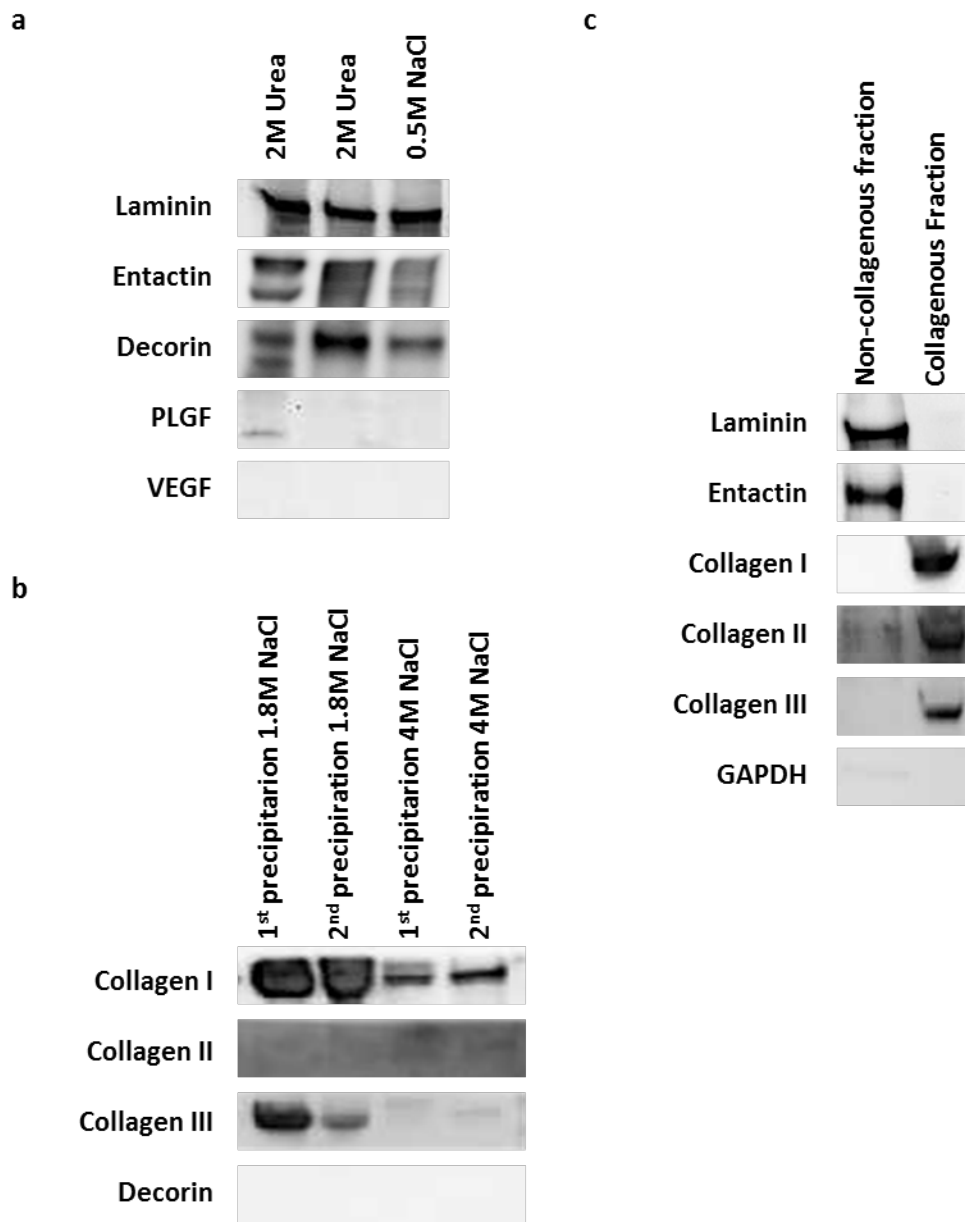 a
2M Urea
2M Urea
0.5M NaCl
Laminin
Entactin
Decorin
PLGF
VEGF
b
1st precipitarion 1.8M NaCl
2nd precipiration 1.8M NaCl
1st precipitarion 4M NaCl
2nd precipiration 4M NaCl
Collagen I
Collagen II
Collagen III
Decorin
c
Non-collagenous fraction
Collagenous Fraction
Laminin
Entactin
Collagen I
Collagen II
Collagen III
GAPDH